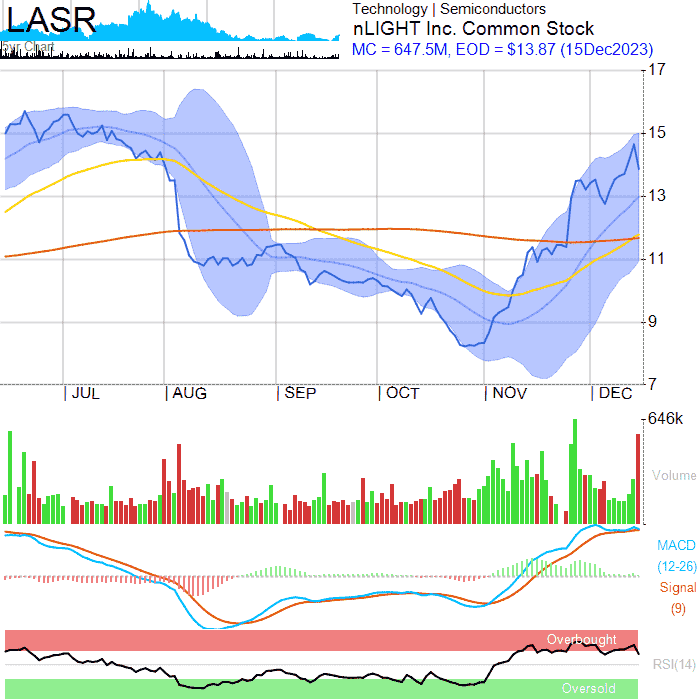 LASR
5yr Chart
Technology | Semiconductors
nLIGHT Inc. Common Stock
MC = 647.5M, EOD = $13.87 (15Dec2023)
17
15
13
11
9
7
| JUL | AUG | SEP | OCT | NOV | DEC
646k
Volume
MACD
(12-26)
Signal
(9)
Overbought
RSI(14)
Oversold